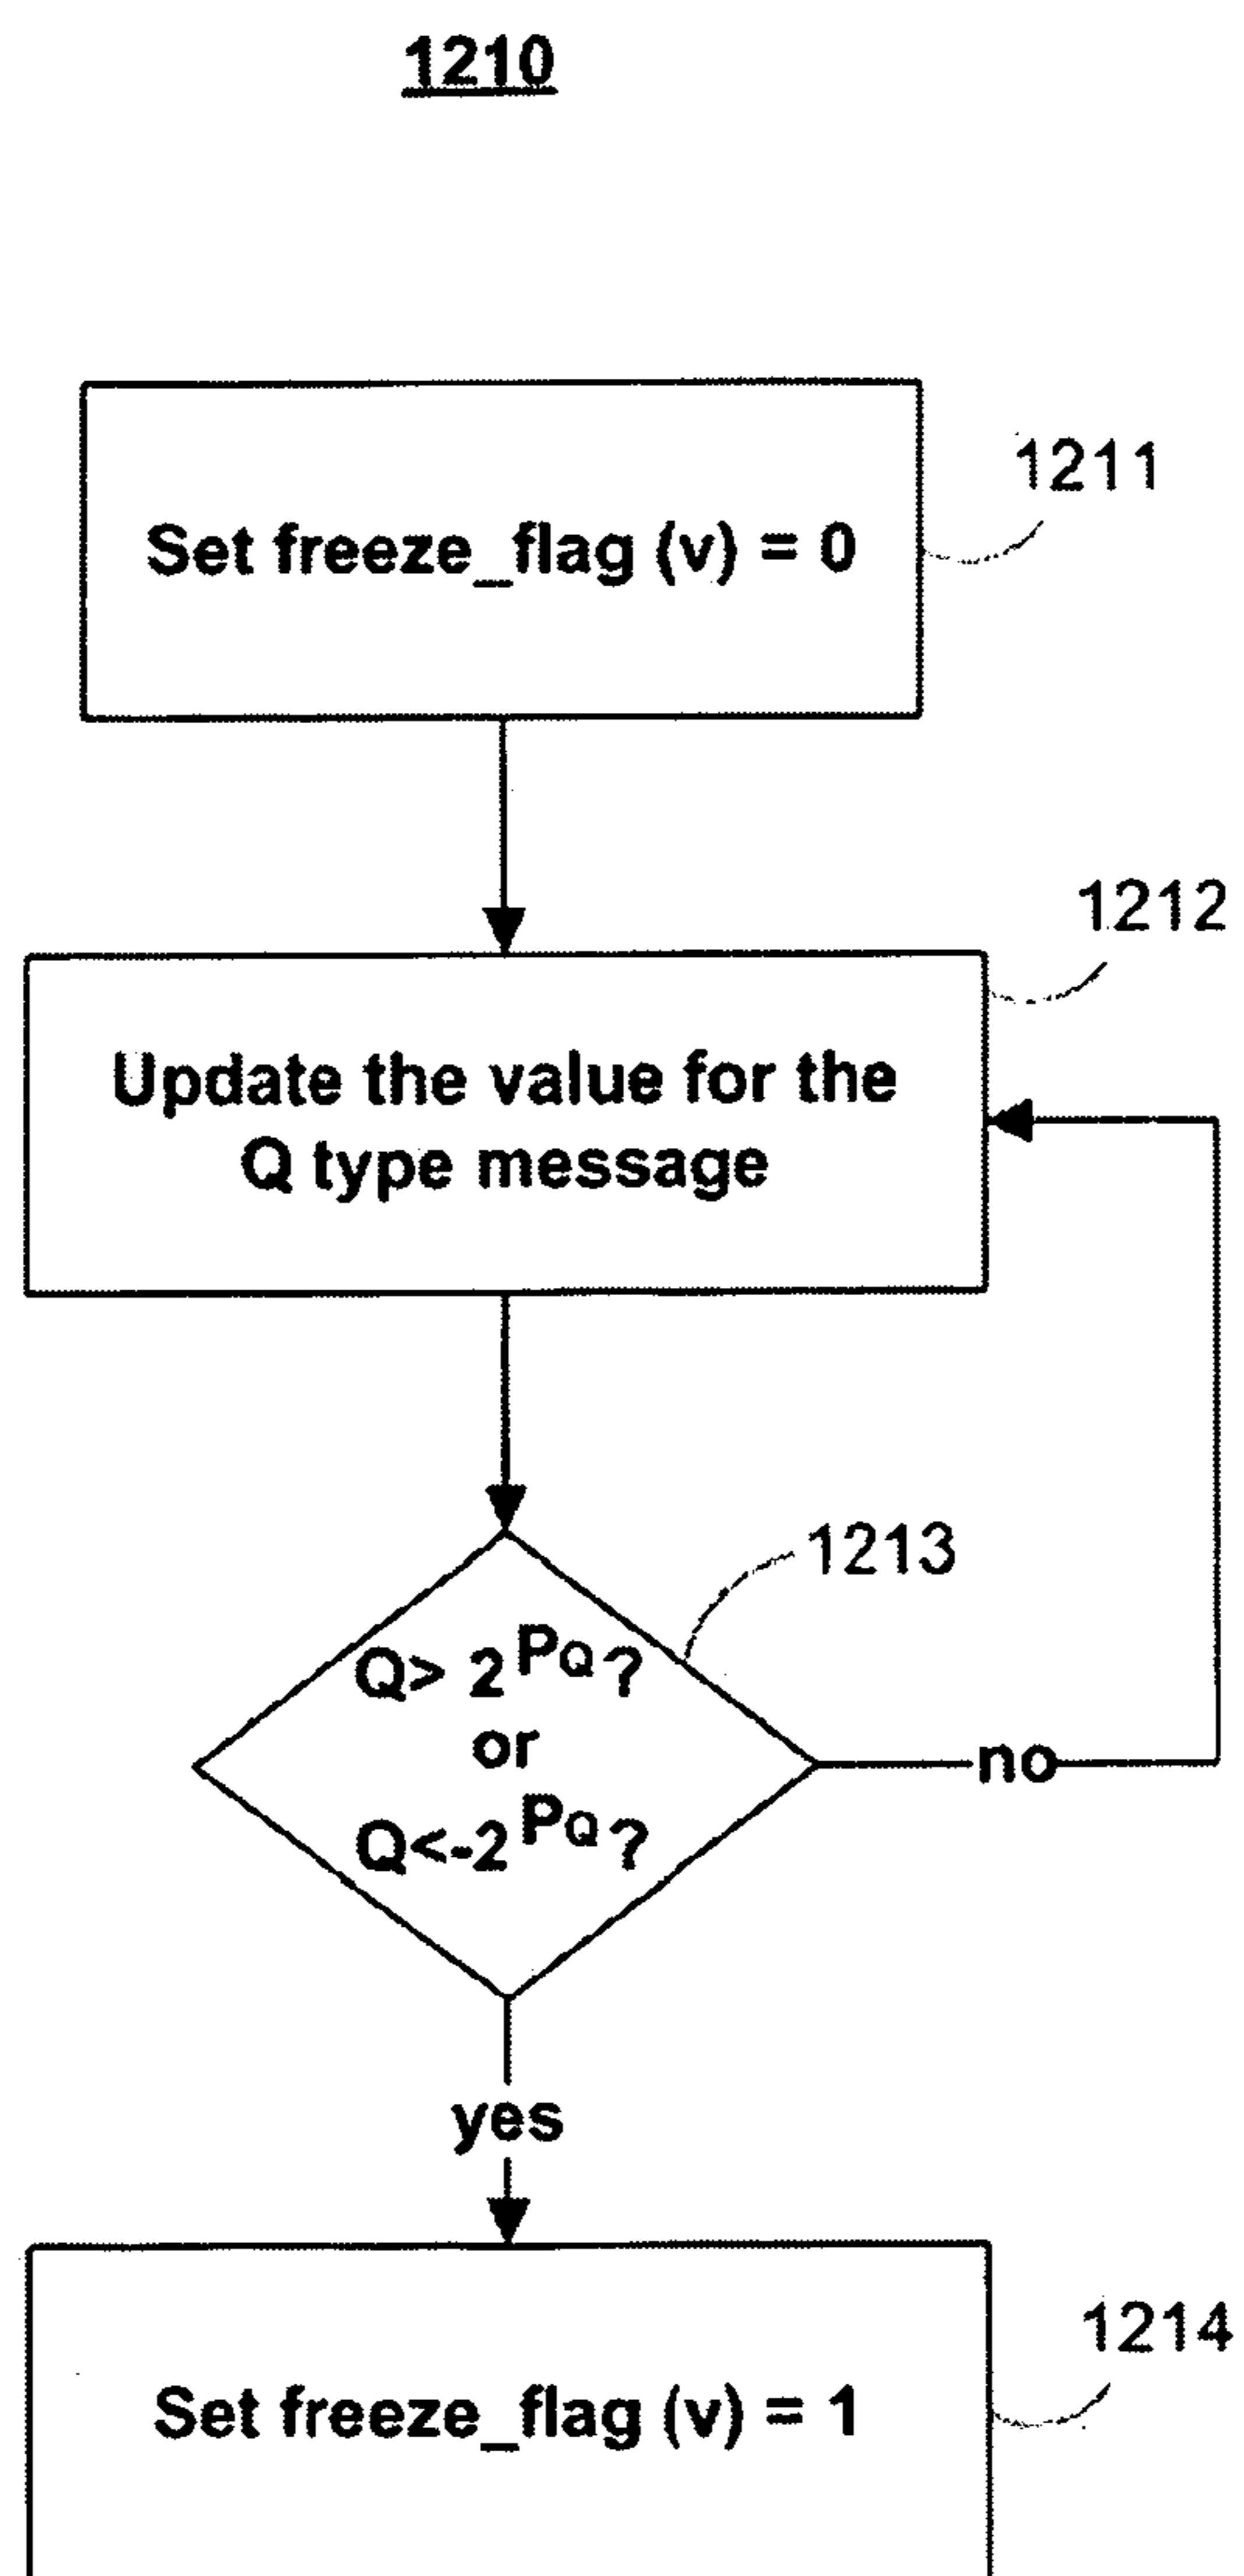 1210
Set freeze_flag (v) = 0
1211
1212
Update the value for the
Q type message
1213
Q> 2^PQ ?
or
Q<-2^PQ ?
no
yes
Set freeze_flag (v) = 1
1214